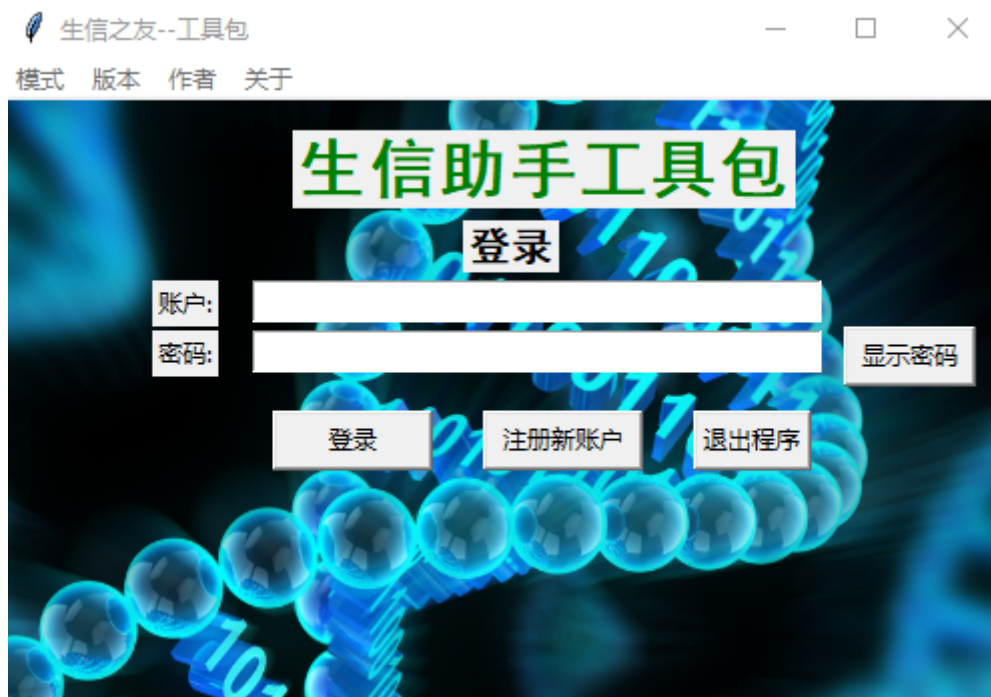 生信之友--工具包
模式 版本 作者 关于
生信助手工具包
登录
账户:
密码:
显示密码
登录 注册新账户 退出程序